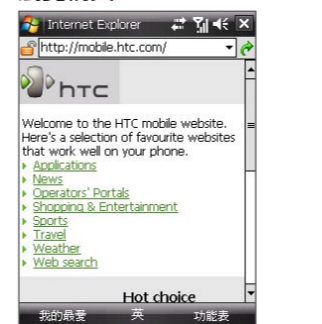 Internet Explorer
http://mobile.htc.com/
hTC
Welcome to the HTC mobile website.
Here's a selection of favourite websites
that work well on your phone.
Applications
News
Operators' Portals
Shopping & Entertainment
Sports
Travel
Weather
Web search
Hot choice
我的最愛 英 功能表